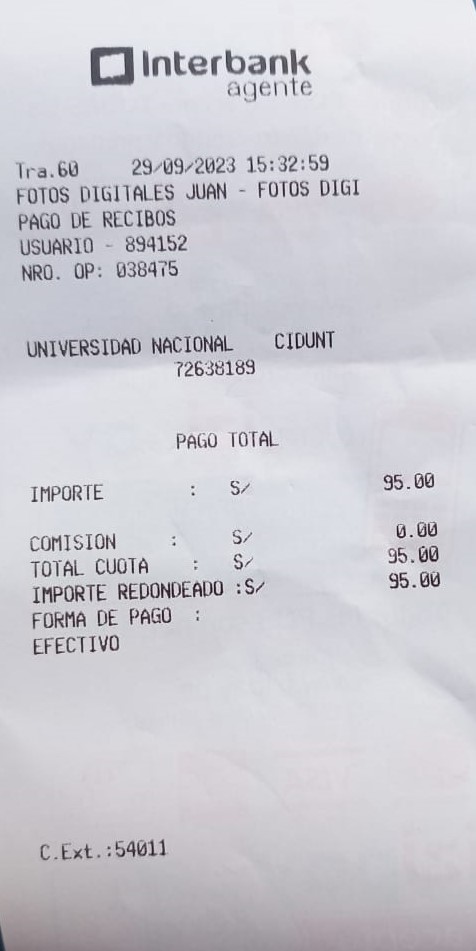 Interbank
agente
Tra.60 29/09/2023 15:32:59
FOTOS DIGITALES JUAN - FOTOS DIGI
PAGO DE RECIBOS
USUARIO - 894152
NRO. OP: 038475
UNIVERSIDAD NACIONAL CIDUNT
72638189
PAGO TOTAL
IMPORTE : S/ 95.00
COMISION : S/ 0.00
TOTAL CUOTA : S/ 95.00
IMPORTE REDONDEADO :S/ 95.00
FORMA DE PAGO :
EFECTIVO
C.Ext.:54011